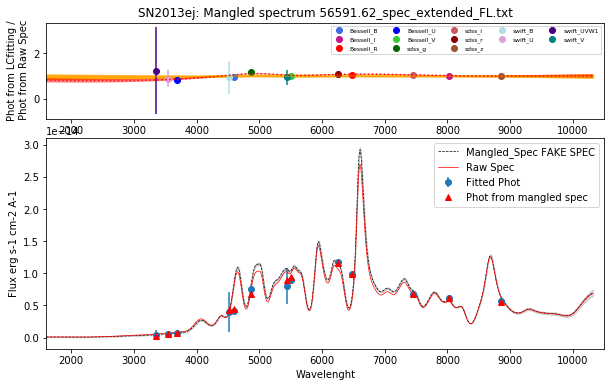 SN2013ej: Mangled spectrum 56591.62_spec_extended_FL.txt
Phot from LCfitting /
Phot from Raw Spec
2
0
Bessell_B
Bessell_I
Bessell_R
Bessell_U
Bessell_V
sdss_g
sdss_i
sdss_r
sdss_z
swift_B
swift_U
swift_UVW1
swift_V
2000 3000 4000 5000 6000 7000 8000 9000 10000
1e-14
Flux erg s-1 cm-2 A-1
3.0
2.5
2.0
1.5
1.0
0.5
0.0
Mangled_Spec FAKE SPEC
Raw Spec
Fitted Phot
Phot from mangled spec
2000 3000 4000 5000 6000 7000 8000 9000 10000
Wavelenght